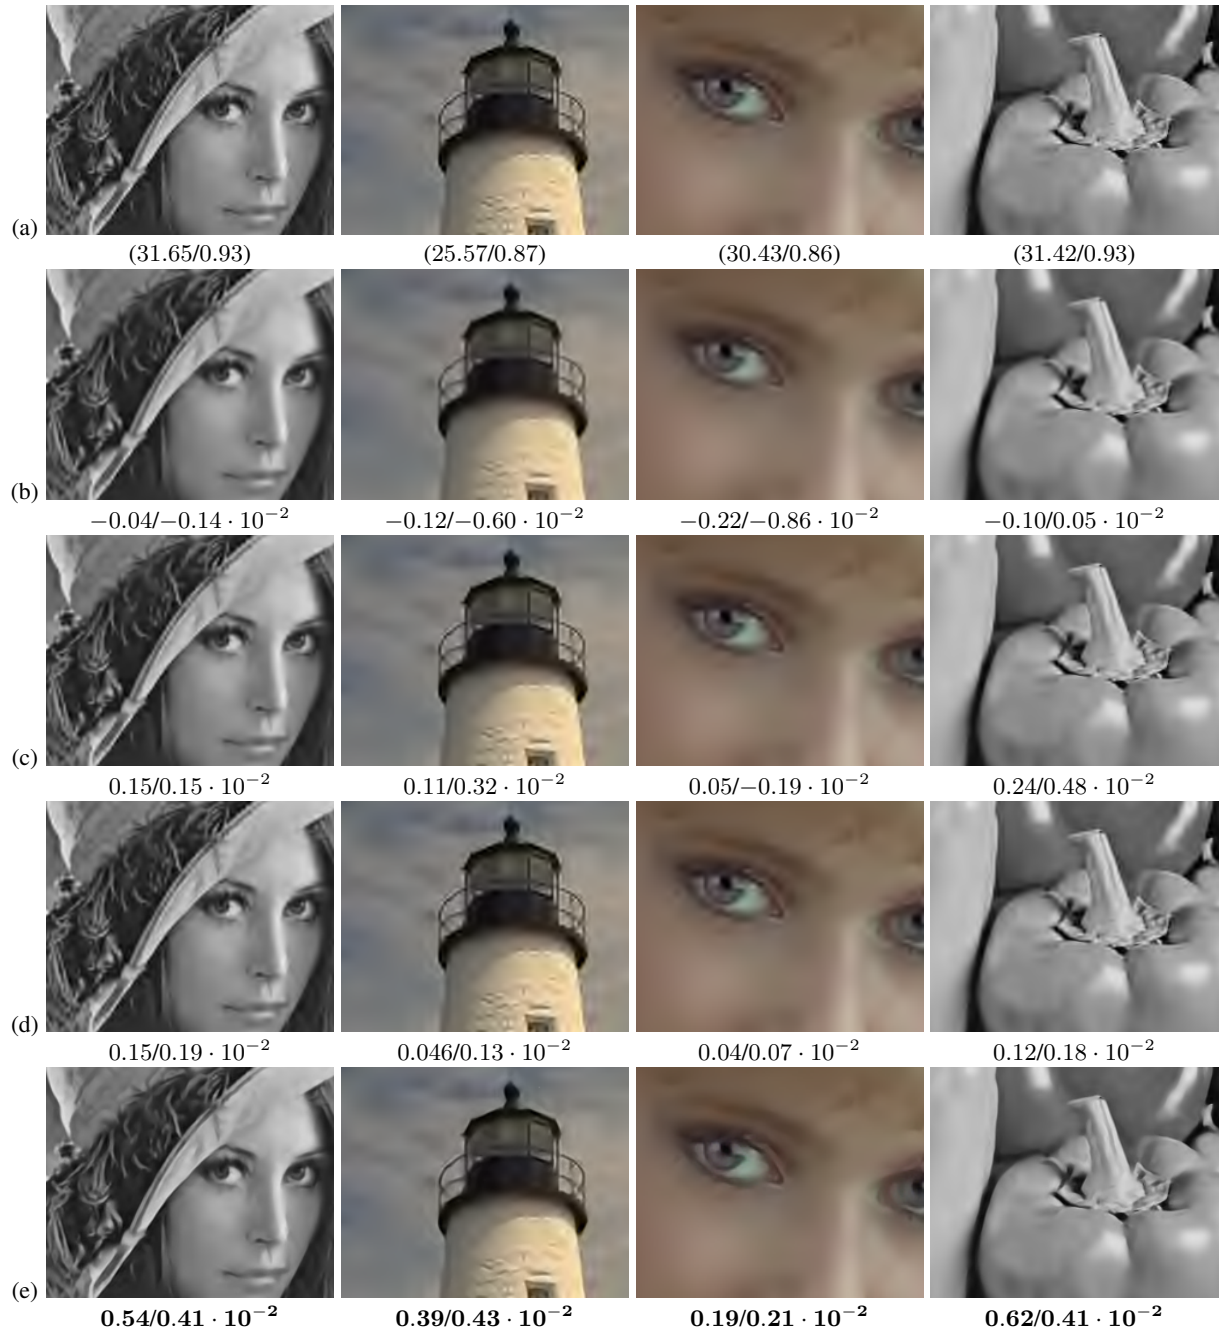 (a)
(31.65/0.93) (25.57/0.87) (30.43/0.86) (31.42/0.93)
(b)
−0.04/−0.14 · 10⁻² −0.12/−0.60 · 10⁻² −0.22/−0.86 · 10⁻² −0.10/0.05 · 10⁻²
(c)
0.15/0.15 · 10⁻² 0.11/0.32 · 10⁻² 0.05/−0.19 · 10⁻² 0.24/0.48 · 10⁻²
(d)
0.15/0.19 · 10⁻² 0.046/0.13 · 10⁻² 0.04/0.07 · 10⁻² 0.12/0.18 · 10⁻²
(e)
0.54/0.41 · 10⁻² 0.39/0.43 · 10⁻² 0.19/0.21 · 10⁻² 0.62/0.41 · 10⁻²